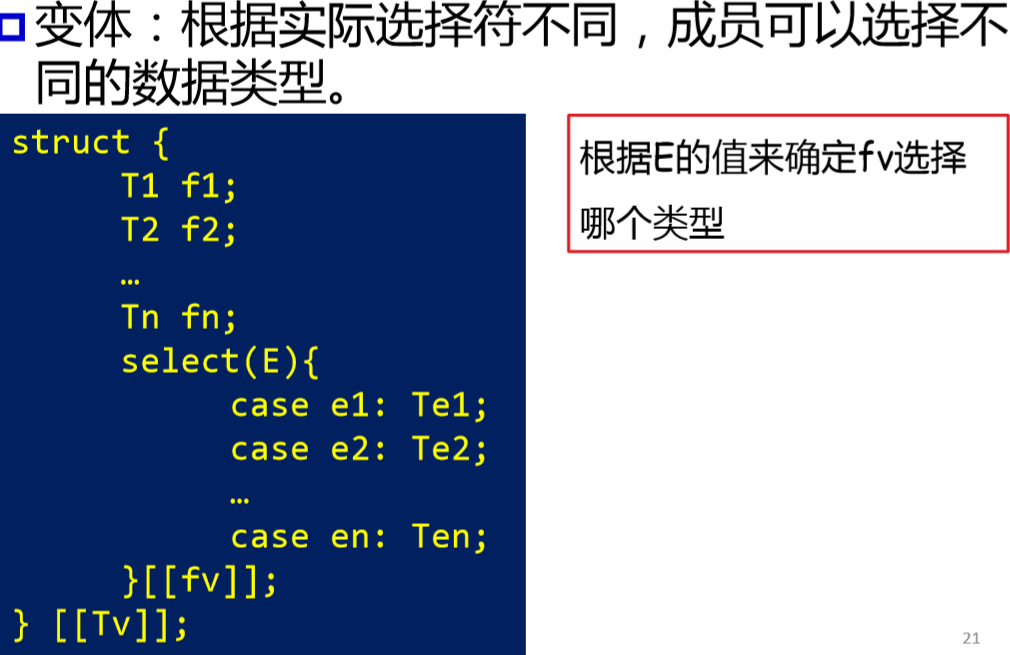 变体：根据实际选择符不同，成员可以选择不
同的数据类型。
struct {
T1 f1;
T2 f2;
…
Tn fn;
select(E){
case e1: Te1;
case e2: Te2;
…
case en: Ten;
}[[fv]];
} [[Tv]];
根据E的值来确定fv选择
哪个类型
21